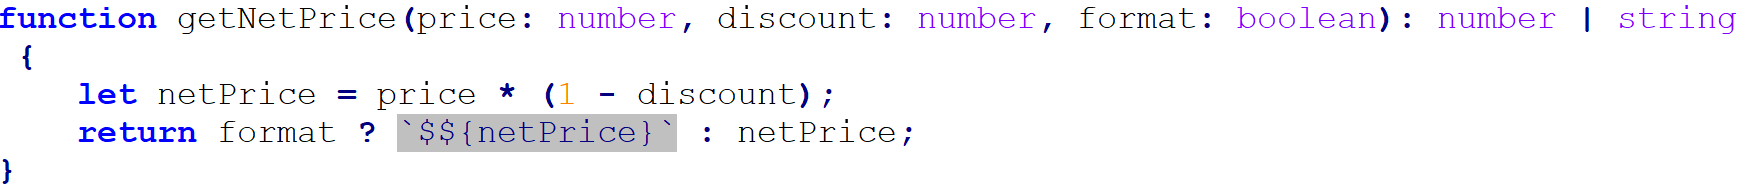 function getNetPrice(price: number, discount: number, format: boolean): number | string
 {
    let netPrice = price * (1 - discount);
    return format ? `$${netPrice}` : netPrice;
}